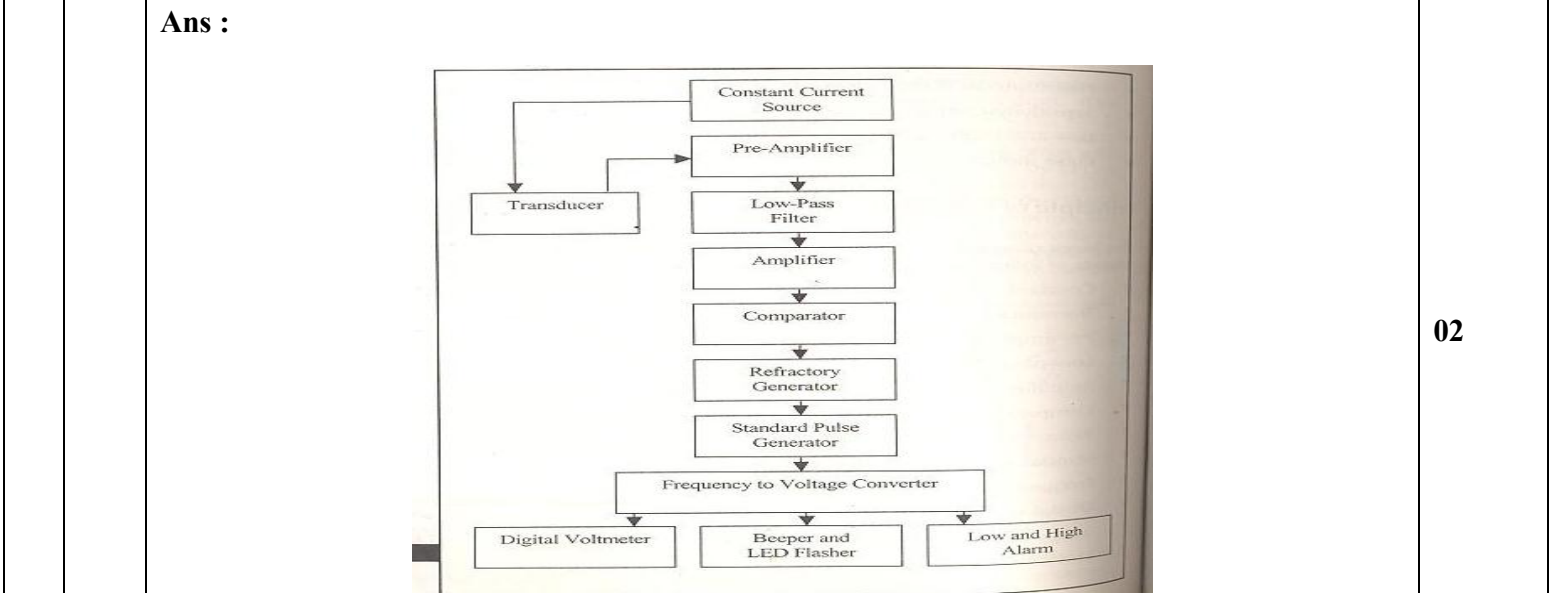 Ans :
Constant Current
Source
Pre-Amplifier
Transducer
Low-Pass
Filter
Amplifier
Comparator
Refractory
Generator
Standard Pulse
Generator
Frequency to Voltage Converter
Digital Voltmeter
Beeper and
LED Flasher
Low and High
Alarm
02